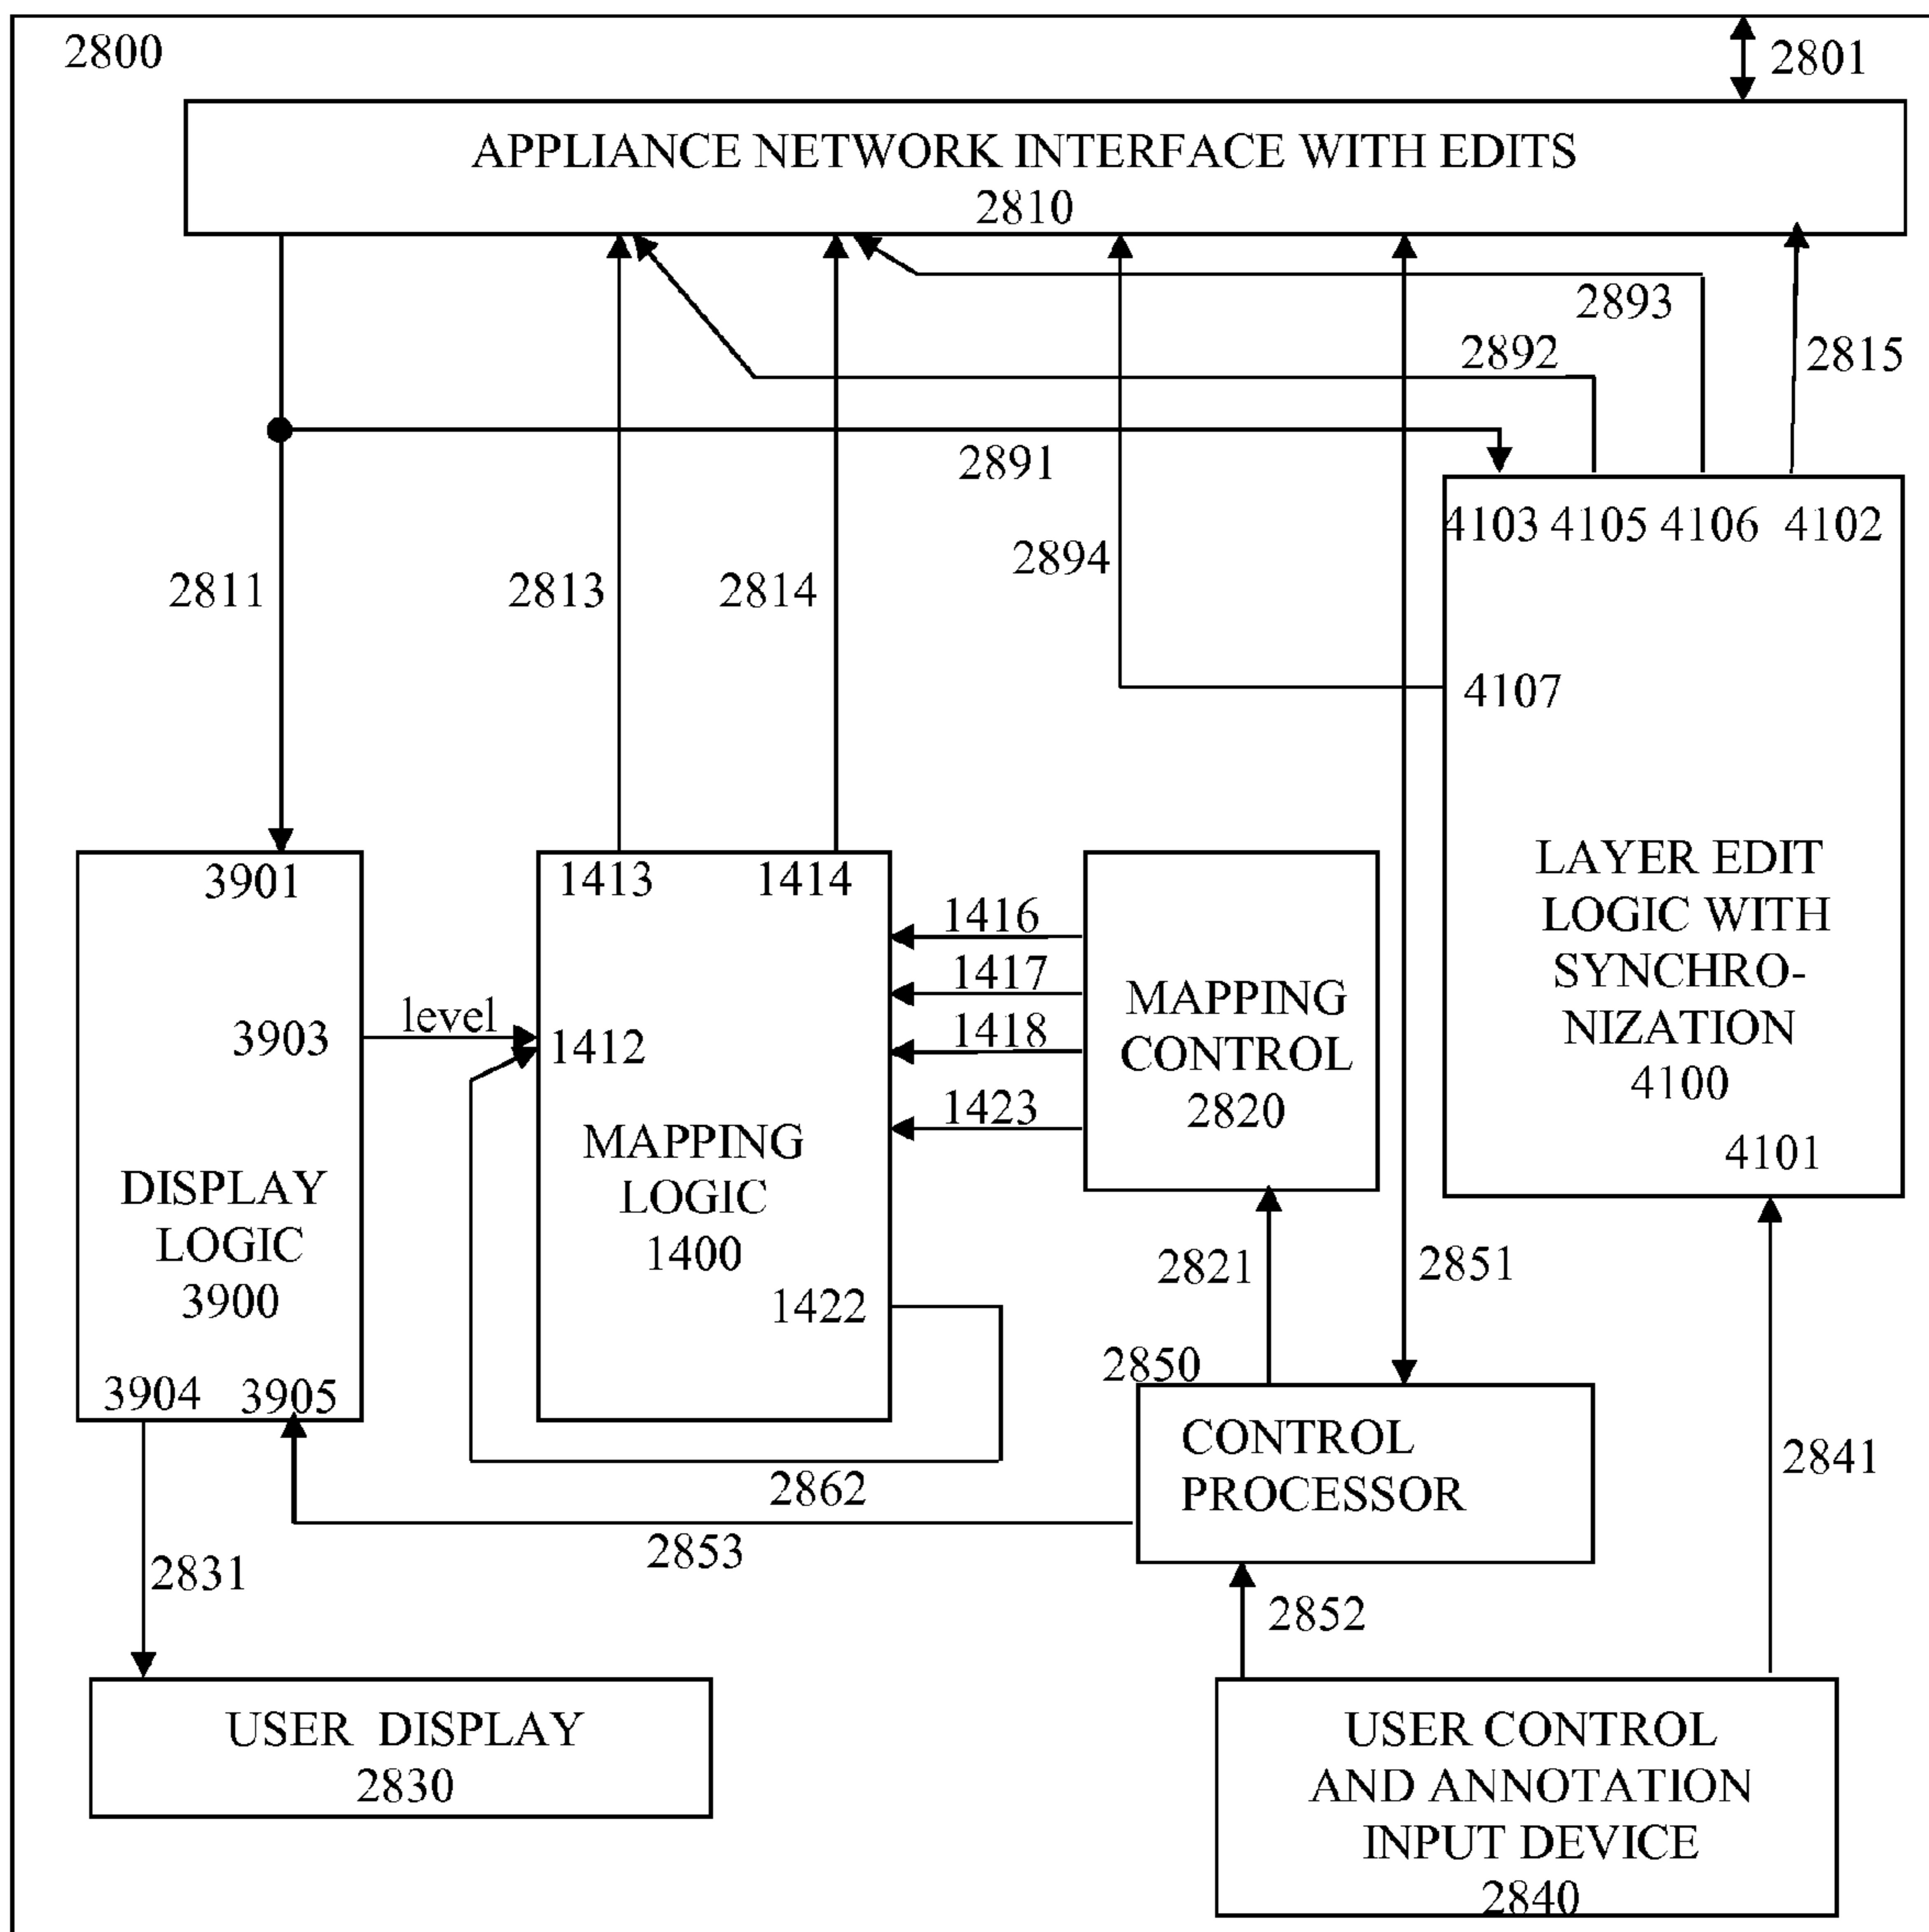 2800
2801
APPLIANCE NETWORK INTERFACE WITH EDITS
2810
2893
2892
2815
2891
4103 4105 4106 4102
2894
2811
2813
2814
4107
3901
1413
1414
LAYER EDIT
LOGIC WITH
SYNCHRO-
NIZATION
4100
4101
1416
1417
1418
1423
MAPPING
CONTROL
2820
level
3903
1412
MAPPING
LOGIC
1400
1422
DISPLAY
LOGIC
3900
3904
3905
2821
2851
2850
CONTROL
PROCESSOR
2841
2862
2853
2831
2852
USER DISPLAY
2830
USER CONTROL
AND ANNOTATION
INPUT DEVICE
2840